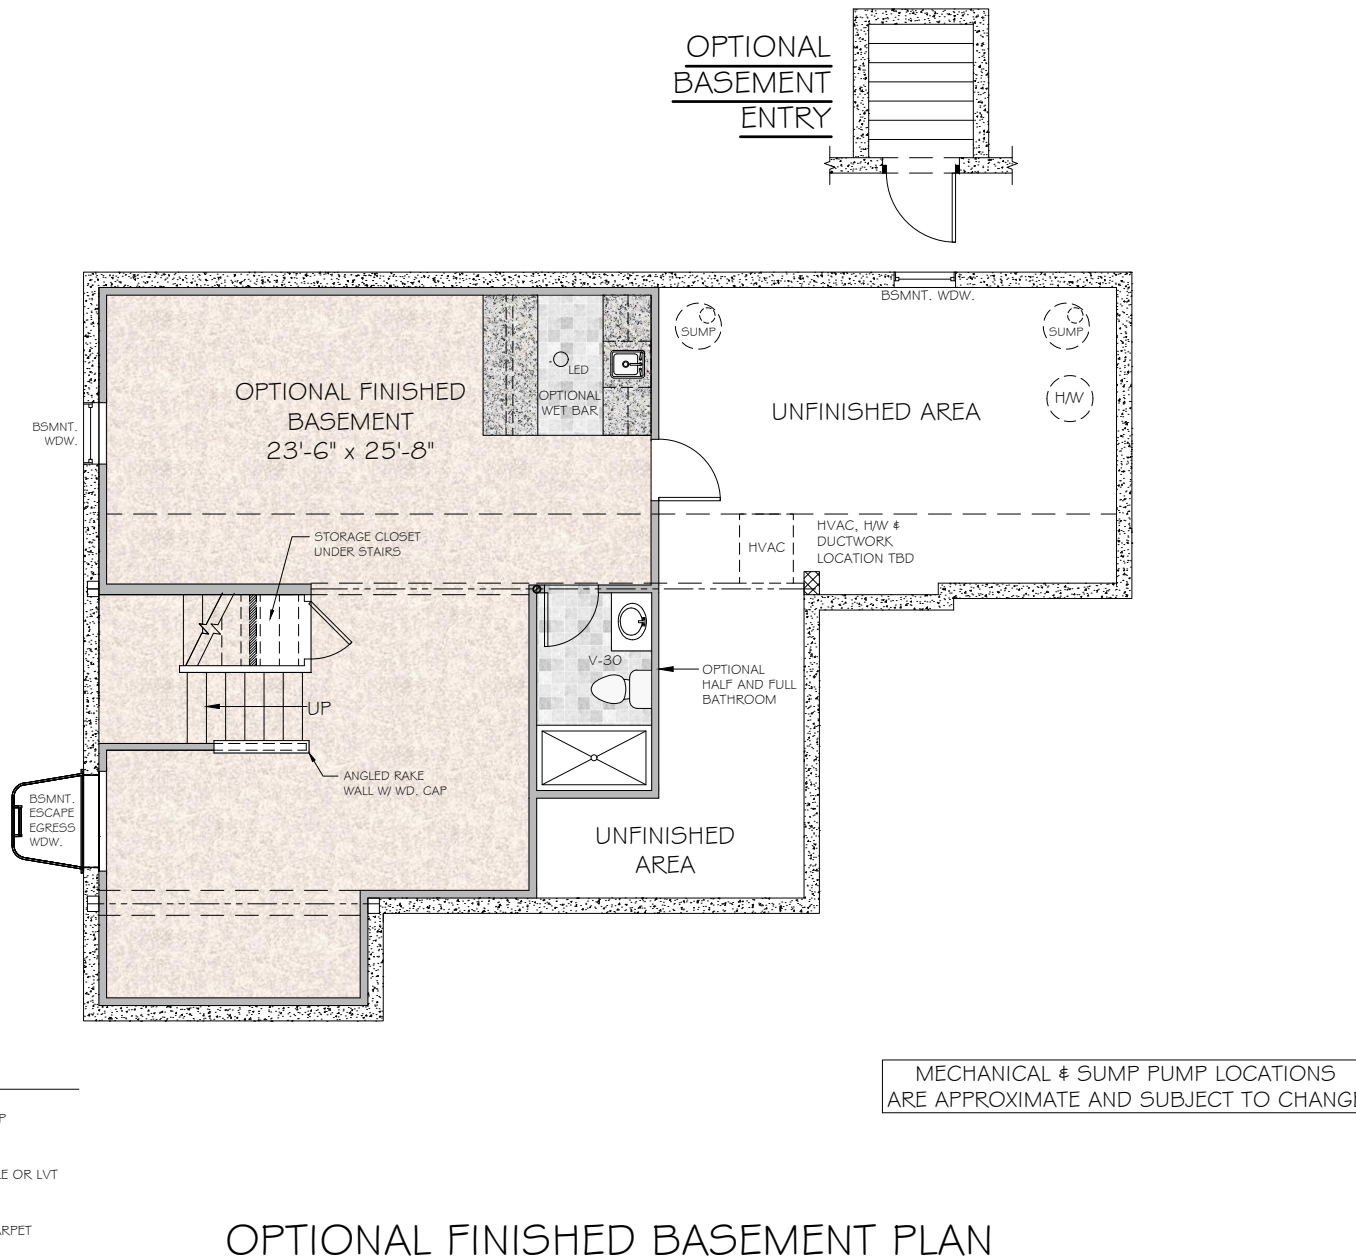 OPTIONAL
BASEMENT
ENTRY
BSMNT. WDW.
SUMP
SUMP
LED
OPTIONAL
WET BAR
OPTIONAL FINISHED
BASEMENT
23'-6" x 25'-8"
UNFINISHED AREA
H/W
BSMNT.
WDW.
STORAGE CLOSET
UNDER STAIRS
HVAC
HVAC, H/W &
DUCTWORK
LOCATION TBD
V-30
OPTIONAL
HALF AND FULL
BATHROOM
UP
ANGLED RAKE
WALL W/ WD. CAP
BSMNT.
ESCAPE
EGRESS
WDW.
UNFINISHED
AREA
MECHANICAL & SUMP PUMP LOCATIONS
ARE APPROXIMATE AND SUBJECT TO CHANGE
OR LVT
OPTIONAL FINISHED BASEMENT PLAN